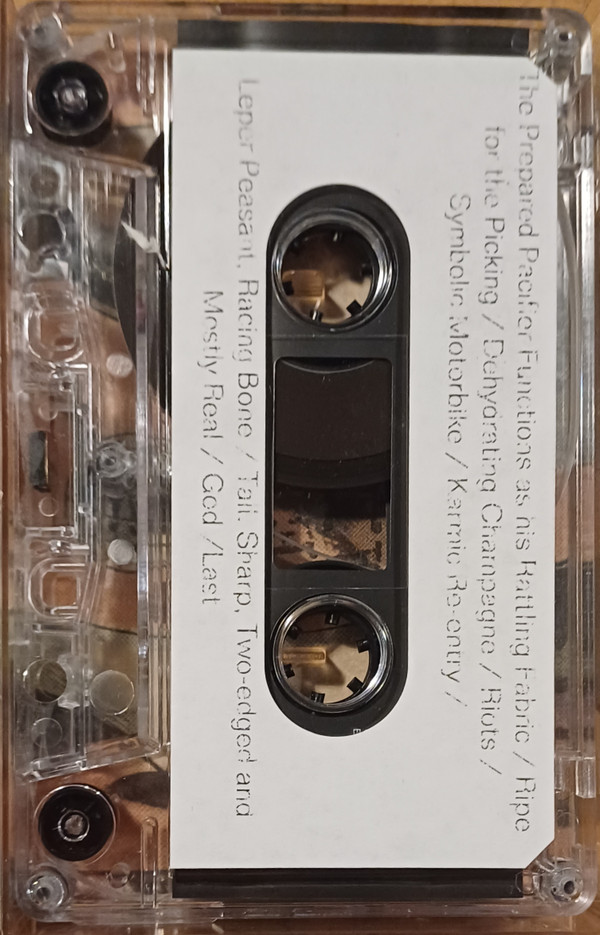 The Prepared Pacifier Functions as his Rattling Fabric / Ripe
for the Picking / Dehydrating Champagne / Riots /
Symbolic Motorbike / Karmic Re-entry /
Leper Peasant, Racing Bone / Tall, Sharp, Two-edged and
Mostly Real / God /Last